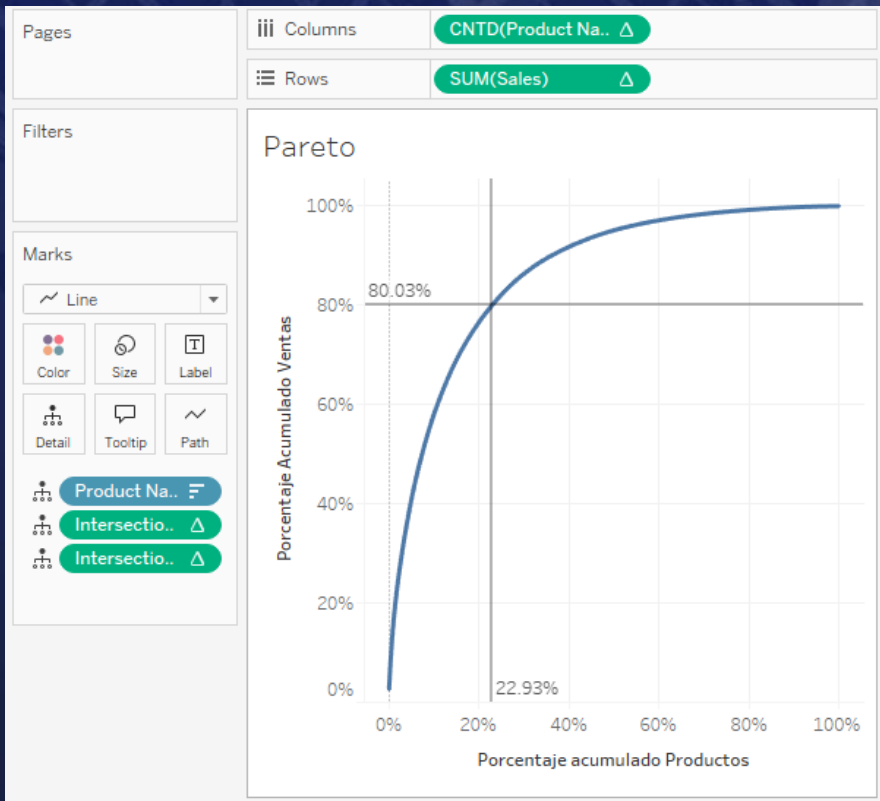 Pages
Columns
CNTD(Product Na..
Rows
SUM(Sales)
Filters
Marks
Line
Color
Size
Label
Detail
Tooltip
Path
Product Na..
Intersectio..
Intersectio..
Pareto
Porcentaje Acumulado Ventas
100%
80%
60%
40%
20%
0%
80.03%
22.93%
0% 20% 40% 60% 80% 100%
Porcentaje acumulado Productos